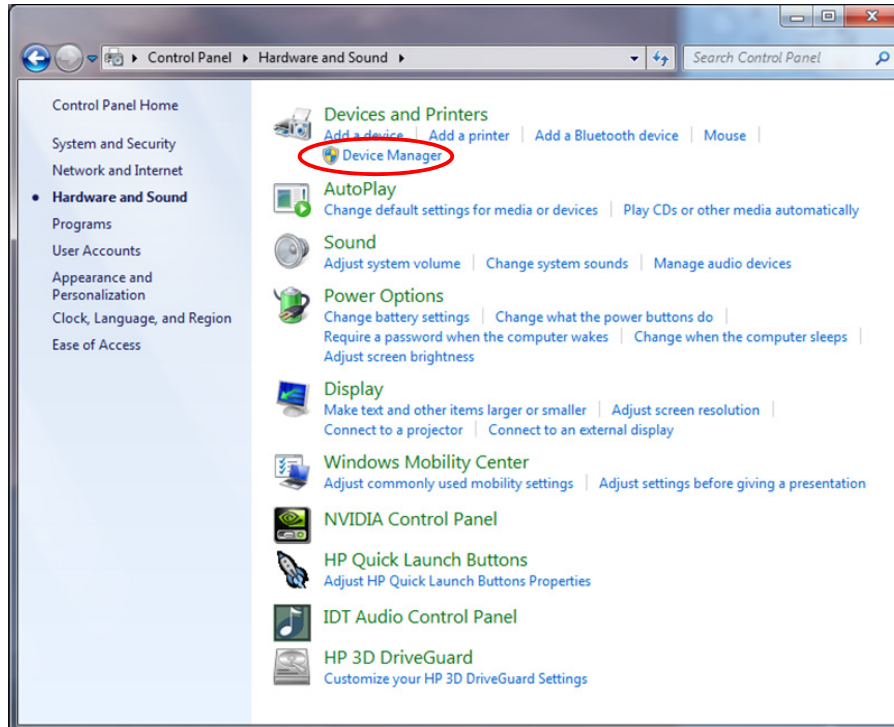 Control Panel Hardware and Sound Search Control Panel
Control Panel Home
System and Security
Network and Internet
Hardware and Sound
Programs
User Accounts
Appearance and
Personalization
Clock, Language, and Region
Ease of Access
Devices and Printers
Add a device Add a printer Add a Bluetooth device Mouse
Device Manager
AutoPlay
Change default settings for media or devices Play CDs or other media automatically
Sound
Adjust system volume Change system sounds Manage audio devices
Power Options
Change battery settings Change what the power buttons do
Require a password when the computer wakes Change when the computer sleeps
Adjust screen brightness
Display
Make text and other items larger or smaller Adjust screen resolution
Connect to a projector Connect to an external display
Windows Mobility Center
Adjust commonly used mobility settings Adjust settings before giving a presentation
NVIDIA Control Panel
HP Quick Launch Buttons
Adjust HP Quick Launch Buttons Properties
IDT Audio Control Panel
HP 3D DriveGuard
Customize your HP 3D DriveGuard Settings